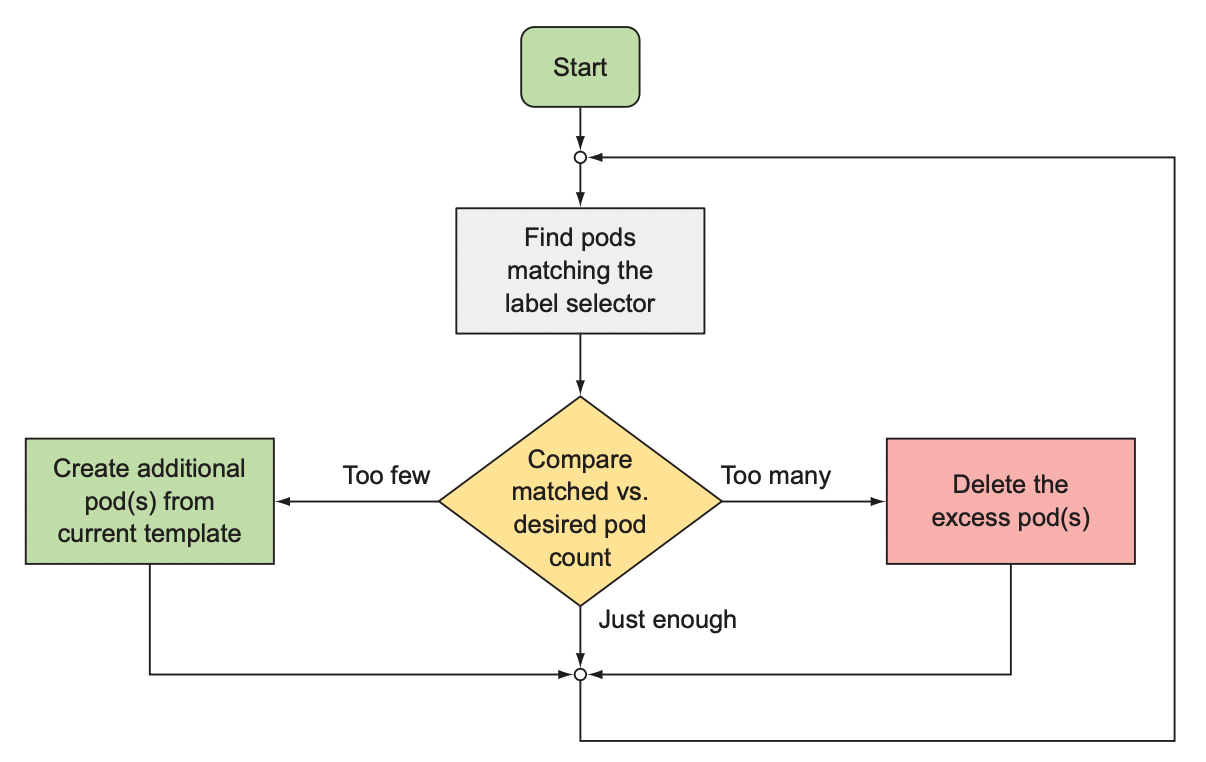 Start
Find pods
matching the
label selector
Too few
Too many
Create additional
pod(s) from
current template
Compare
matched vs.
desired pod
count
Delete the
excess pod(s)
Just enough